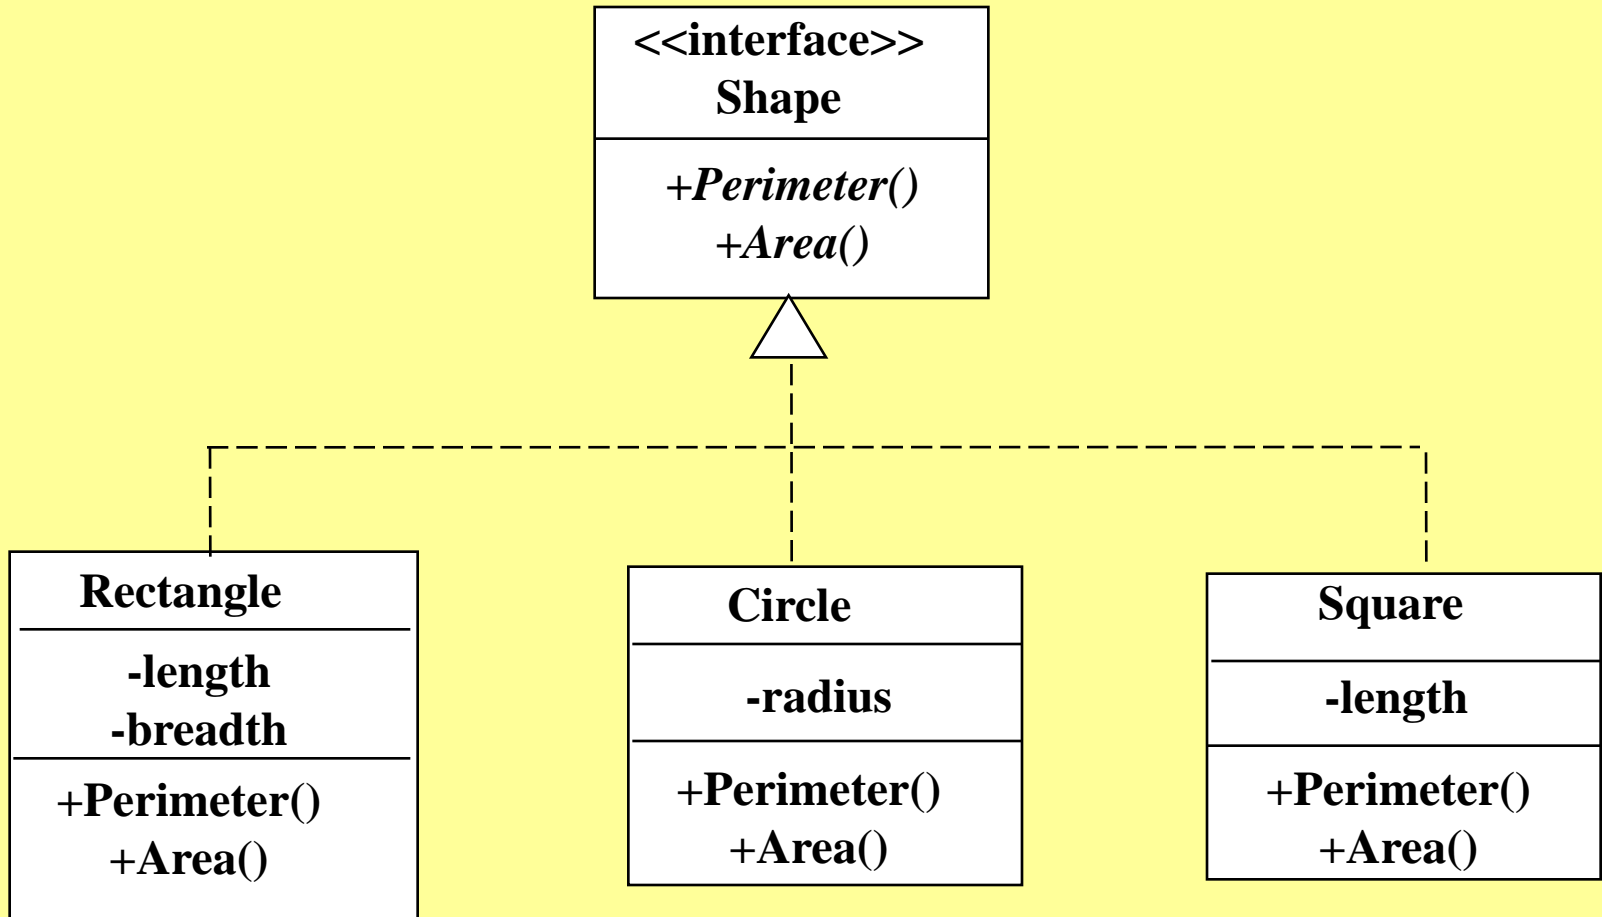 <<interface>>
Shape
+Perimeter()
+Area()
Rectangle
-length
-breadth
+Perimeter()
+Area()
Circle
-radius
+Perimeter()
+Area()
Square
-length
+Perimeter()
+Area()